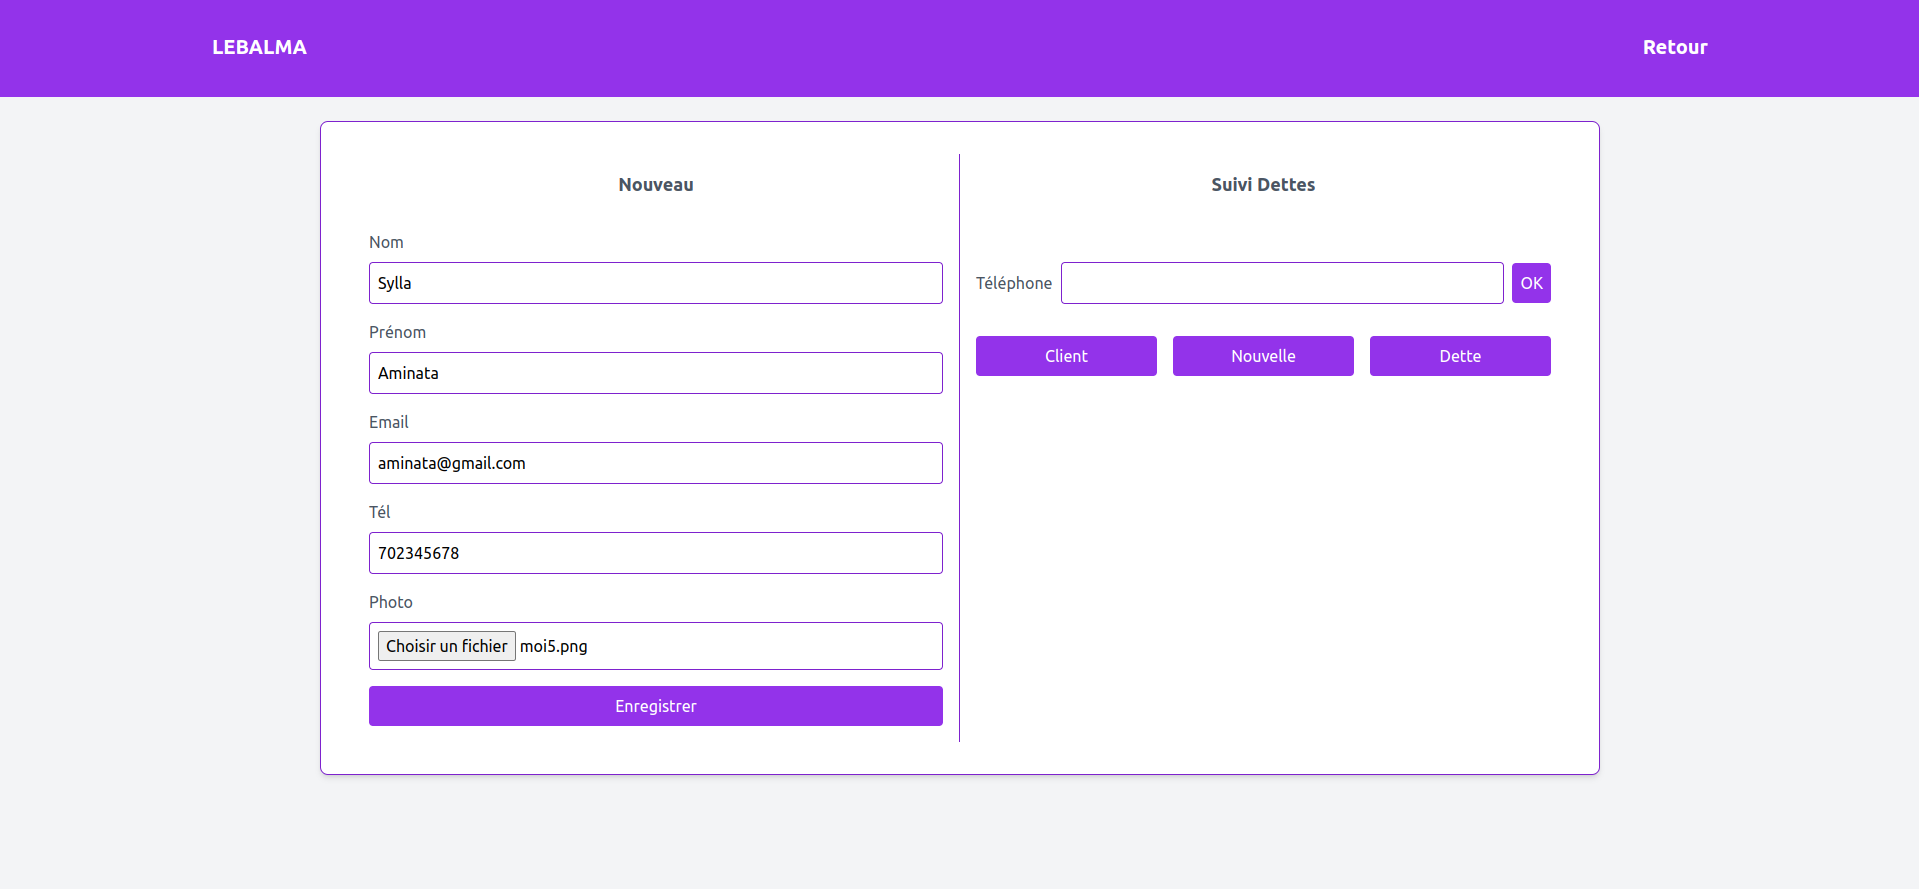 LEBALMA
Retour
Nouveau
Nom
Sylla
Prénom
Aminata
Email
aminata@gmail.com
Tél
702345678
Photo
Choisir un fichier moi5.png
Enregistrer
Suivi Dettes
Téléphone
OK
Client
Nouvelle
Dette